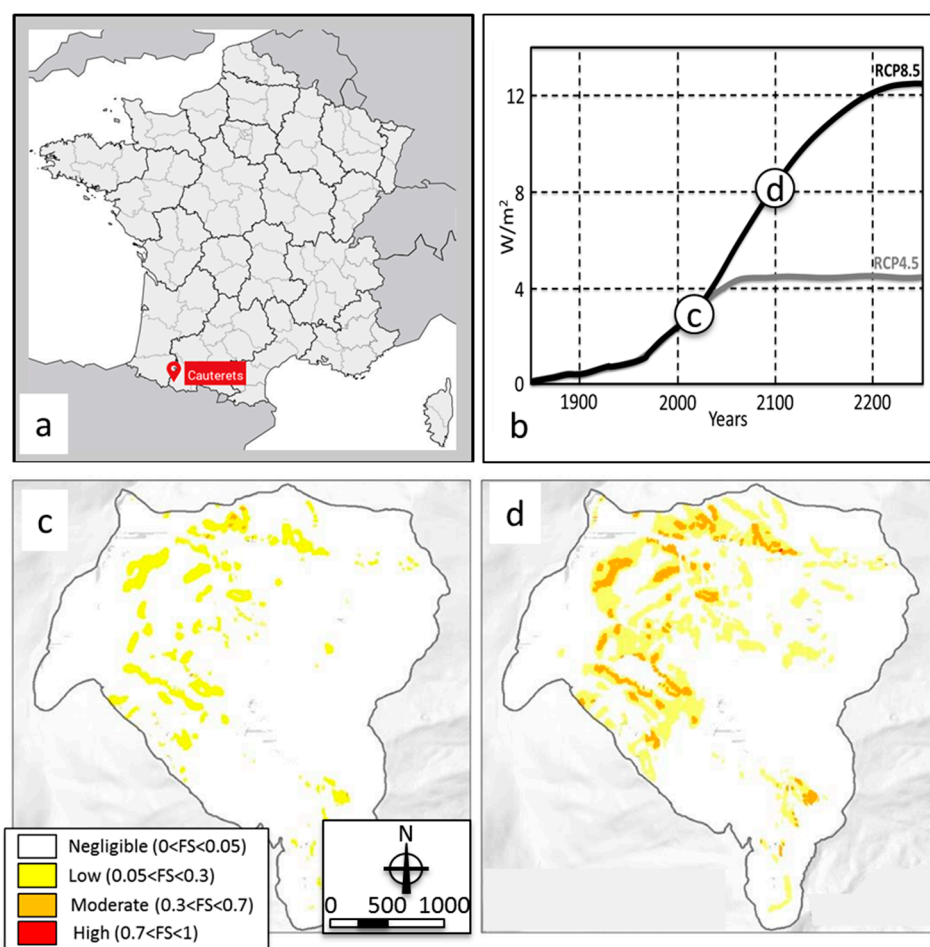 a
Cauterets
b
W/m²
12
8
4
0
RCP8.5
d
RCP4.5
c
1900
2000
2100
2200
Years
c
d
Negligible (0<FS<0.05)
Low (0.05<FS<0.3)
Moderate (0.3<FS<0.7)
High (0.7<FS<1)
N
0 500 1000